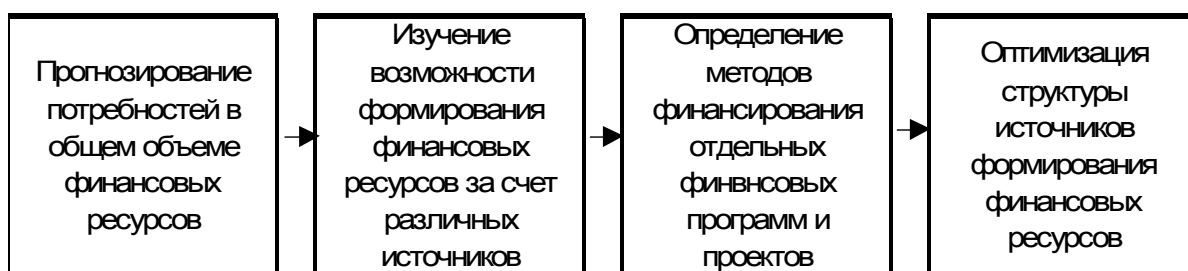 Прогнозирование
потребностей в
общем объеме
финансовых
ресурсов
Изучение
возможности
формирования
финансовых
ресурсов за счет
различных
источников
Определение
методов
финансирования
отдельных
финвнсовых
программ и
проектов
Оптимизация
структуры
источников
формирования
финансовых
ресурсов